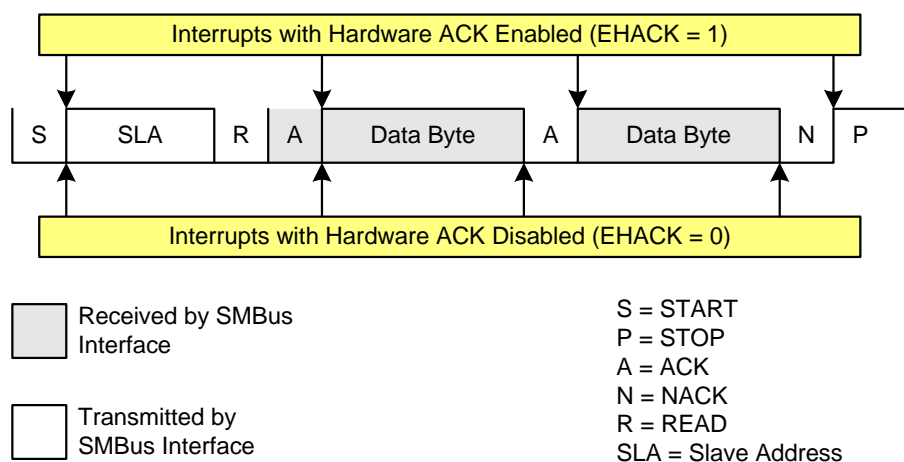 Interrupts with Hardware ACK Enabled (EHACK = 1)
S SLA R A Data Byte A Data Byte N P
Interrupts with Hardware ACK Disabled (EHACK = 0)
Received by SMBus
Interface
Transmitted by
SMBus Interface
S = START
P = STOP
A = ACK
N = NACK
R = READ
SLA = Slave Address